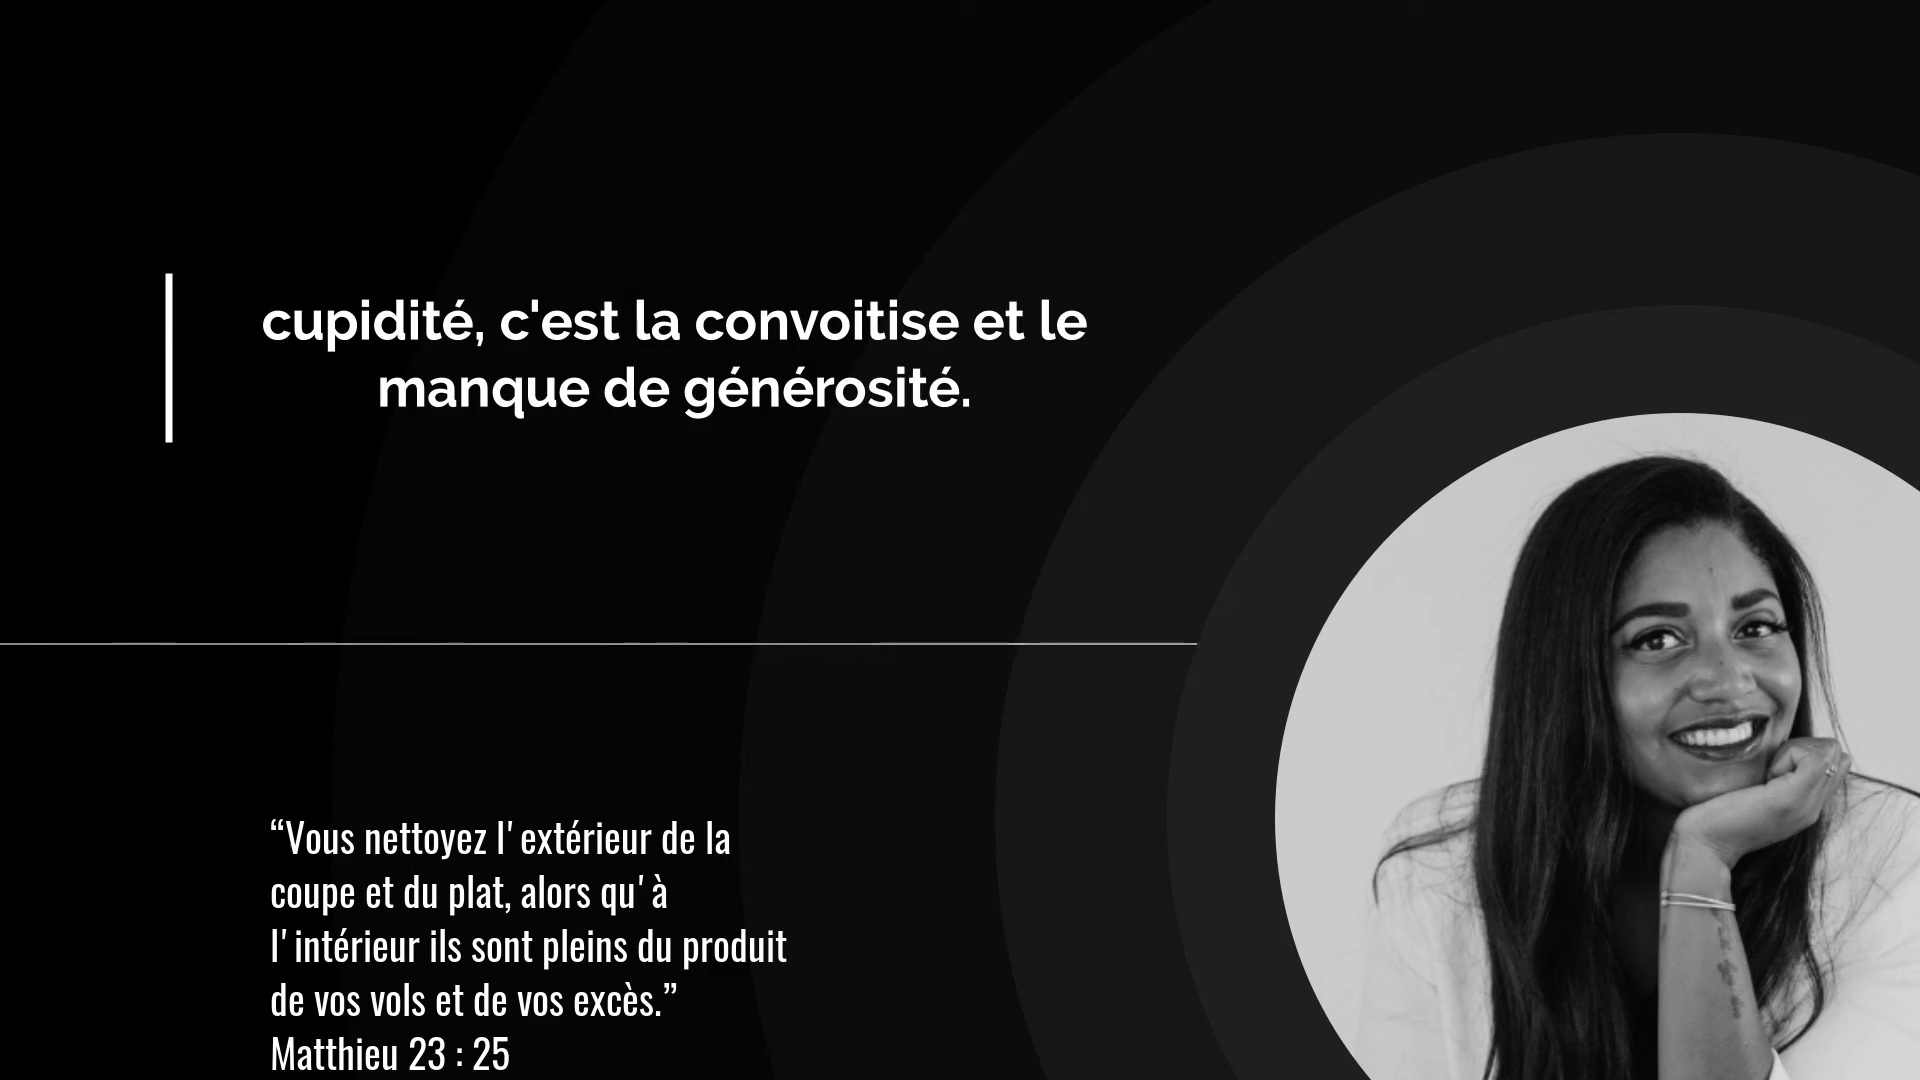 cupidité, c'est la convoitise et le
manque de générosité.
“Vous nettoyez l'extérieur de la
coupe et du plat, alors qu'à
l'intérieur ils sont pleins du produit
de vos vols et de vos excès.”
Matthieu 23 : 25